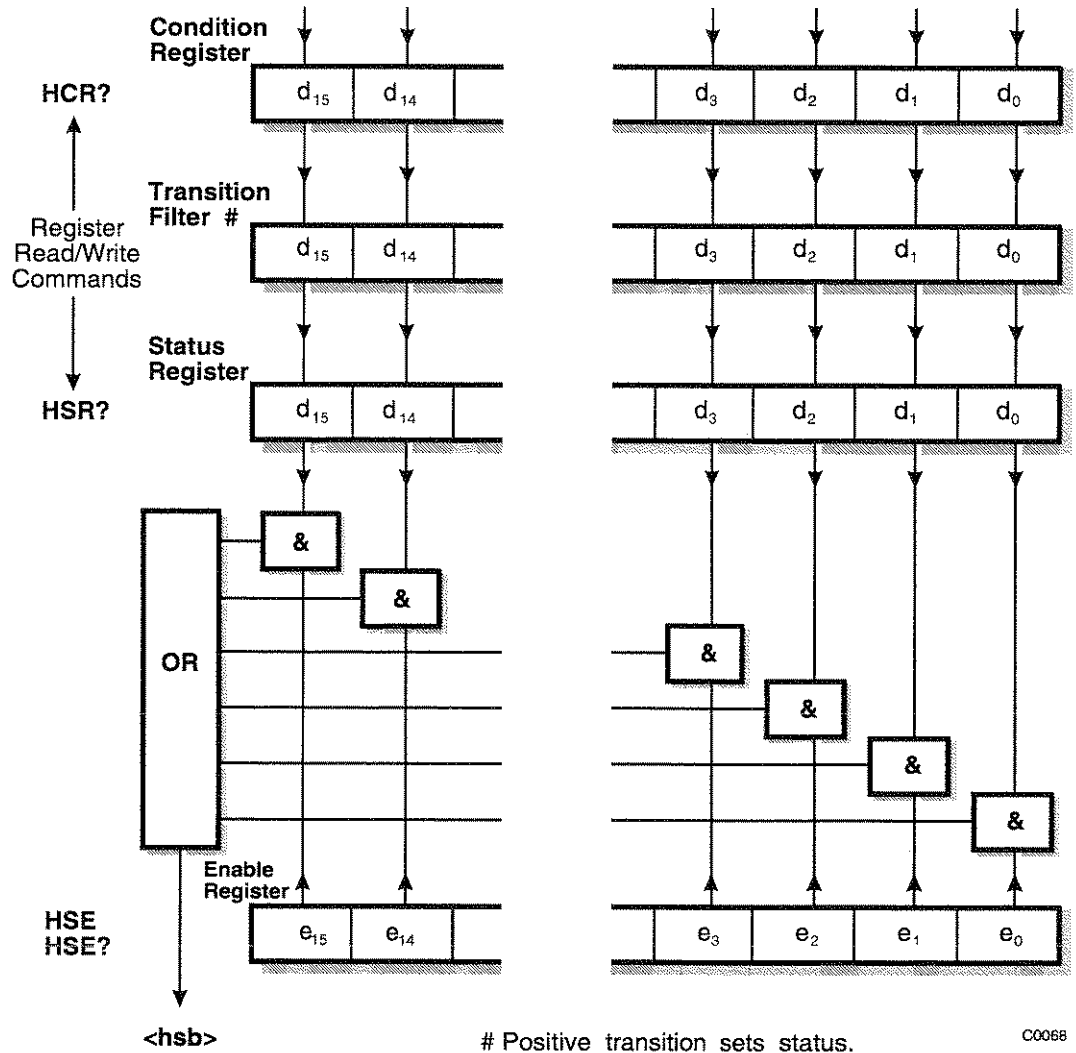 Condition
Register
HCR?
d₁₅ d₁₄ d₃ d₂ d₁ d₀
Transition
Filter #
Register
Read/Write
Commands
d₁₅ d₁₄ d₃ d₂ d₁ d₀
Status
Register
HSR?
d₁₅ d₁₄ d₃ d₂ d₁ d₀
&
&
OR
&
&
&
&
Enable
Register
HSE
HSE?
e₁₅ e₁₄ e₃ e₂ e₁ e₀
<hsb>
# Positive transition sets status.
C0068